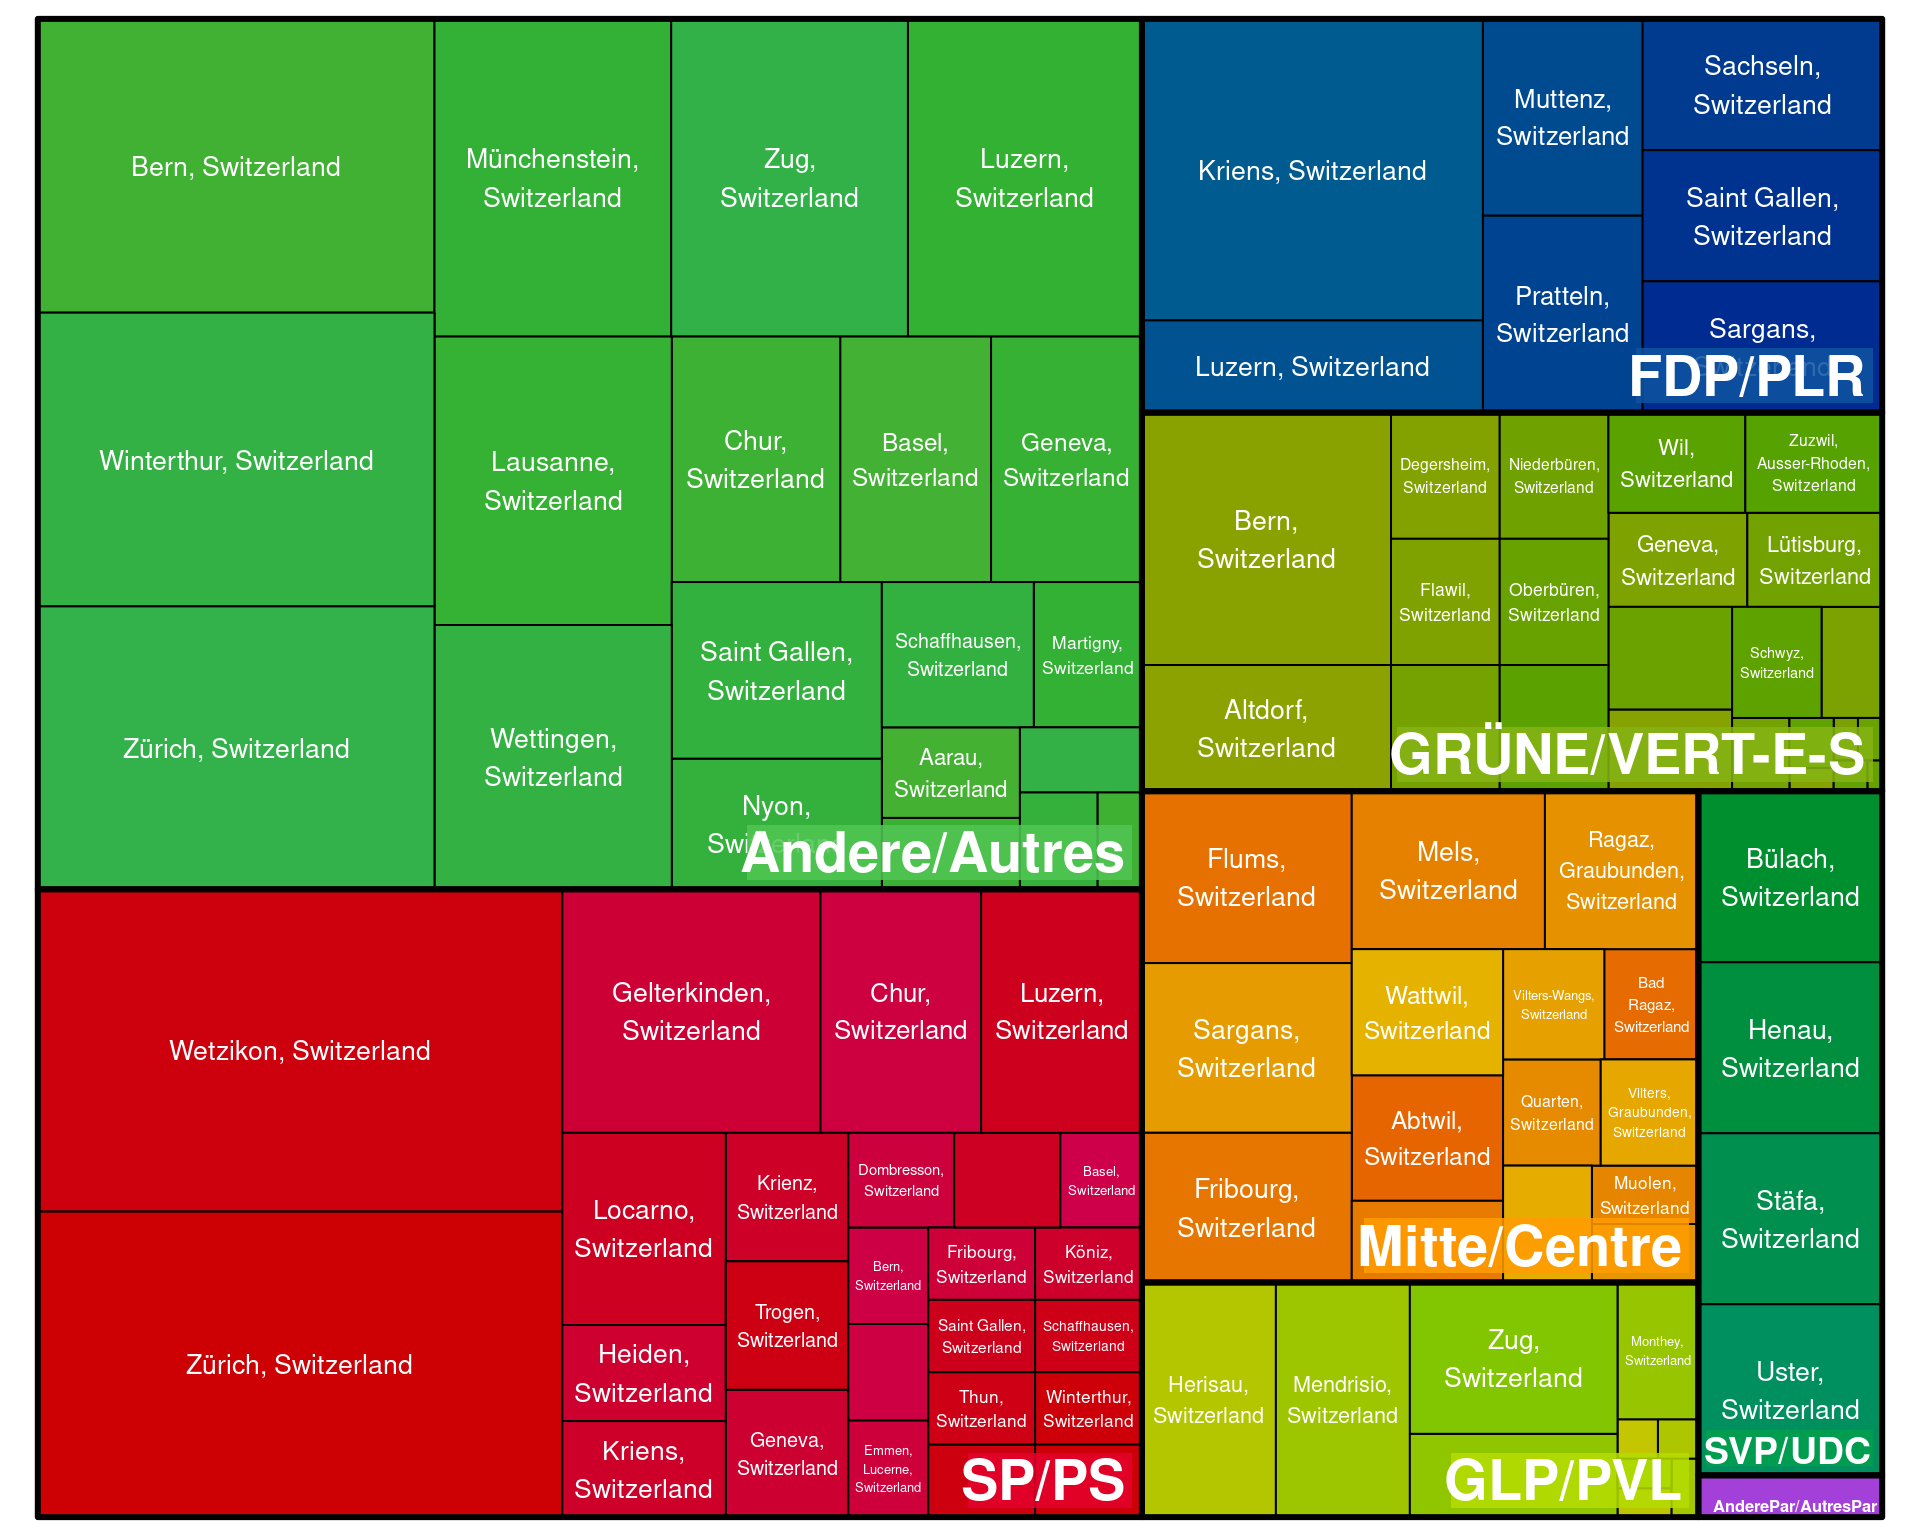 Bern, Switzerland
Winterthur, Switzerland
Zürich, Switzerland
Münchenstein,
Switzerland
Zug,
Switzerland
Luzern,
Switzerland
Lausanne,
Switzerland
Wettingen,
Switzerland
Chur,
Switzerland
Basel,
Switzerland
Geneva,
Switzerland
Saint Gallen,
Switzerland
Schaffhausen,
Switzerland
Martigny,
Switzerland
Aarau,
Switzerland
Nyon,
Switzerland
Andere/Autres
Kriens, Switzerland
Luzern, Switzerland
Muttenz,
Switzerland
Pratteln,
Switzerland
Sachseln,
Switzerland
Saint Gallen,
Switzerland
Sargans,
Switzerland
FDP/PLR
Bern,
Switzerland
Altdorf,
Switzerland
Degersheim,
Switzerland
Niederbüren,
Switzerland
Flawil,
Switzerland
Oberbüren,
Switzerland
Wil,
Switzerland
Zuzwil,
Ausser-Rhoden,
Switzerland
Geneva,
Switzerland
Lütisburg,
Switzerland
Schwyz,
Switzerland
GRÜNE/VERT-E-S
Wetzikon, Switzerland
Zürich, Switzerland
Gelterkinden,
Switzerland
Chur,
Switzerland
Luzern,
Switzerland
Locarno,
Switzerland
Heiden,
Switzerland
Kriens,
Switzerland
Krienz,
Switzerland
Trogen,
Switzerland
Geneva,
Switzerland
Dombresson,
Switzerland
Basel,
Switzerland
Bern,
Switzerland
Fribourg,
Switzerland
Köniz,
Switzerland
Saint Gallen,
Switzerland
Schaffhausen,
Switzerland
Thun,
Switzerland
Winterthur,
Switzerland
Emmen,
Lucerne,
Switzerland
SP/PS
Flums,
Switzerland
Sargans,
Switzerland
Fribourg,
Switzerland
Mels,
Switzerland
Ragaz,
Graubunden,
Switzerland
Wattwil,
Switzerland
Vilters-Wangs,
Switzerland
Bad
Ragaz,
Switzerland
Abtwil,
Switzerland
Quarten,
Switzerland
Vilters,
Graubunden,
Switzerland
Muolen,
Switzerland
Mitte/Centre
Herisau,
Switzerland
Mendrisio,
Switzerland
Zug,
Switzerland
Monthey,
Switzerland
GLP/PVL
Bülach,
Switzerland
Henau,
Switzerland
Stäfa,
Switzerland
Uster,
Switzerland
SVP/UDC
AnderePar/AutresPar